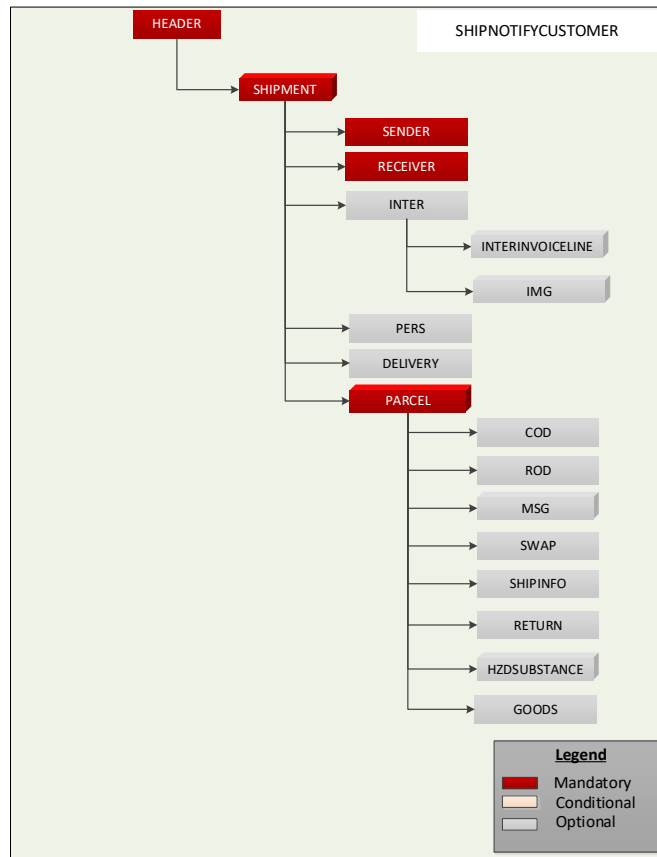 HEADER
SHIPNOTIFYCUSTOMER
SHIPMENT
SENDER
RECEIVER
INTER
INTERINVOICELINE
IMG
PERS
DELIVERY
PARCEL
COD
ROD
MSG
SWAP
SHIPINFO
RETURN
HZDSUBSTANCE
GOODS
Legend
Mandatory
Conditional
Optional